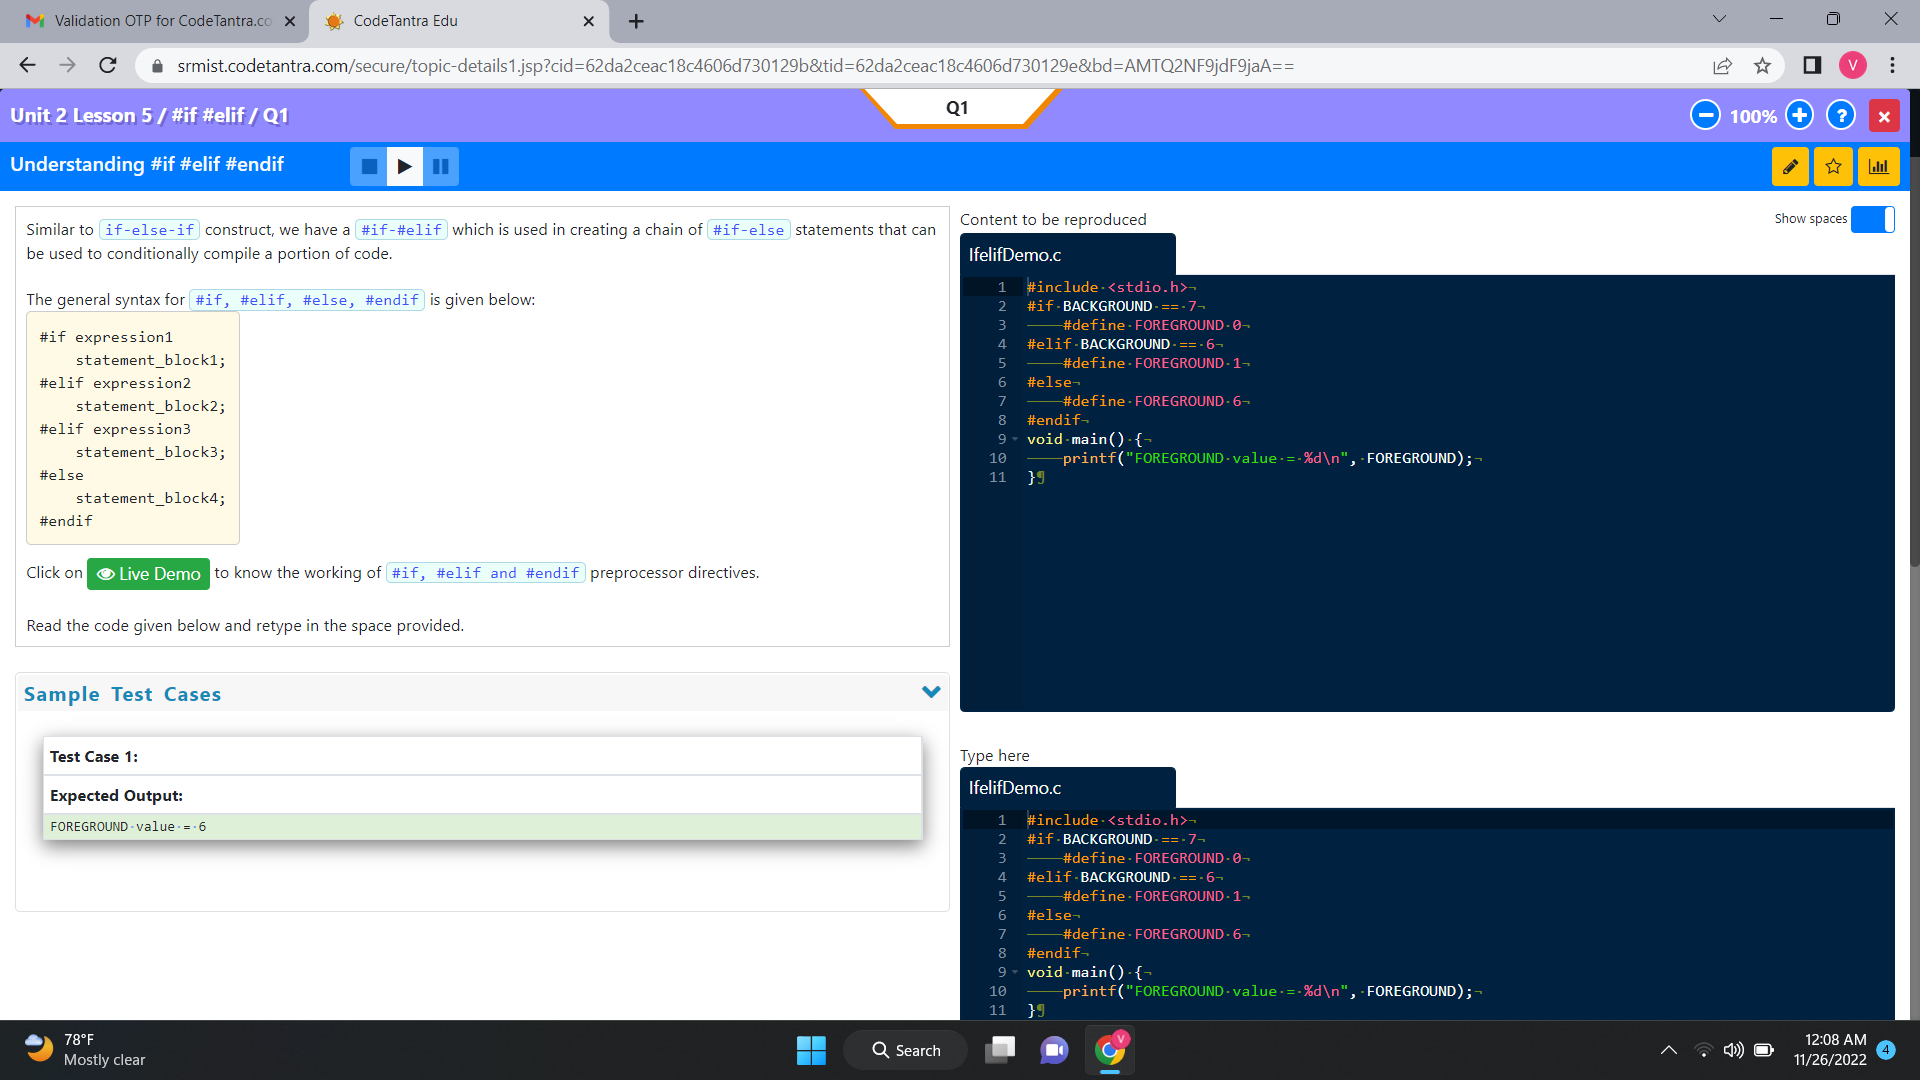 Validation OTP for CodeTantra.co
CodeTantra Edu
srmist.codetantra.com/secure/topic-details1.jsp?cid=62da2ceac18c4606d730129b&tid=62da2ceac18c4606d730129e&bd=AMTQ2NF9jdF9jaA==
V
Unit 2 Lesson 5 / #if #elif / Q1
Q1
100%
?
Understanding #if #elif #endif
Similar to if-else-if construct, we have a #if-#elif which is used in creating a chain of #if-else statements that can
be used to conditionally compile a portion of code.
The general syntax for #if, #elif, #else, #endif is given below:
#if expression1
    statement_block1;
#elif expression2
    statement_block2;
#elif expression3
    statement_block3;
#else
    statement_block4;
#endif
Click on Live Demo to know the working of #if, #elif and #endif preprocessor directives.
Read the code given below and retype in the space provided.
Sample Test Cases
Test Case 1:
Expected Output:
FOREGROUND·value·=·6
Content to be reproduced
Show spaces
IfelifDemo.c
1 #include·<stdio.h>¬
2 #if·BACKGROUND·==·7¬
3 ————#define·FOREGROUND·0¬
4 #elif·BACKGROUND·==·6¬
5 ————#define·FOREGROUND·1¬
6 #else¬
7 ————#define·FOREGROUND·6¬
8 #endif¬
9 void·main()·{¬
10 ————printf("FOREGROUND·value·=·%d\n",·FOREGROUND);¬
11 }¶
Type here
IfelifDemo.c
1 #include·<stdio.h>¬
2 #if·BACKGROUND·==·7¬
3 ————#define·FOREGROUND·0¬
4 #elif·BACKGROUND·==·6¬
5 ————#define·FOREGROUND·1¬
6 #else¬
7 ————#define·FOREGROUND·6¬
8 #endif¬
9 void·main()·{¬
10 ————printf("FOREGROUND·value·=·%d\n",·FOREGROUND);¬
11 }¶
78°F
Mostly clear
Search
V
12:08 AM
11/26/2022
4